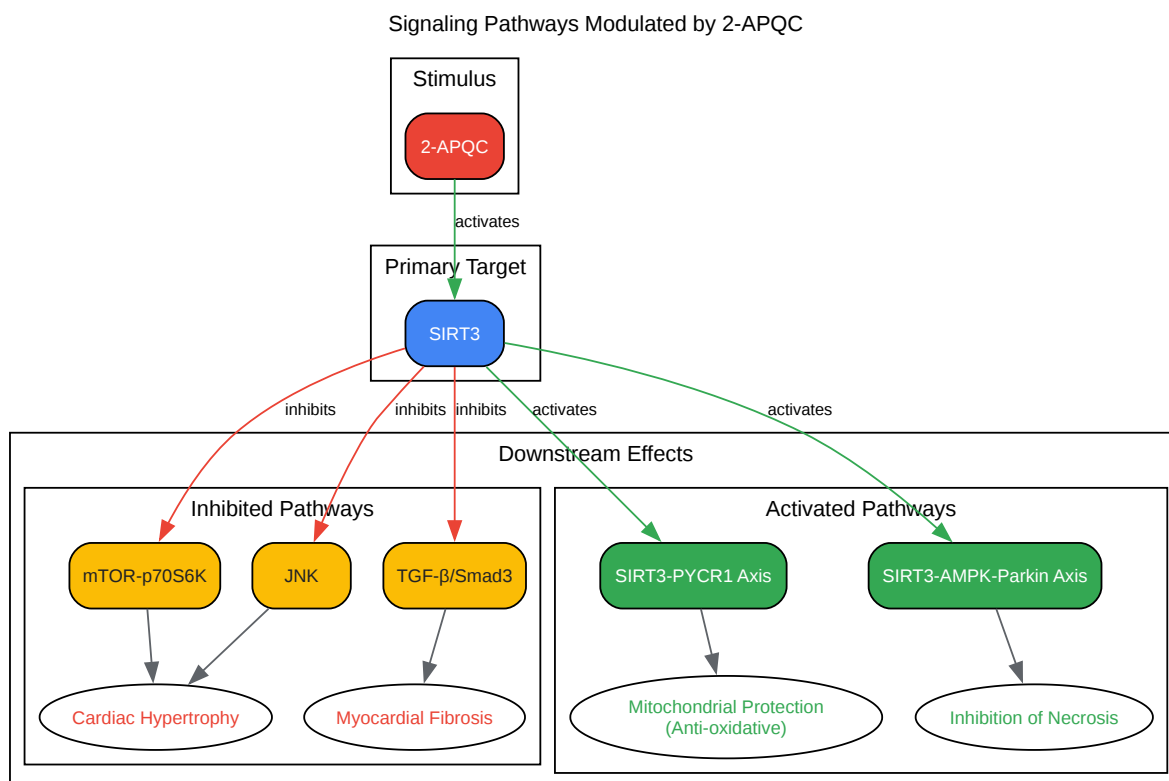 Signaling Pathways Modulated by 2-APQC
Stimulus
2-APQC
activates
Primary Target
SIRT3
inhibits
inhibits
inhibits
activates
activates
Downstream Effects
Inhibited Pathways
Activated Pathways
mTOR-p70S6K
JNK
TGF-β/Smad3
SIRT3-PYCR1 Axis
SIRT3-AMPK-Parkin Axis
Cardiac Hypertrophy
Myocardial Fibrosis
Mitochondrial Protection
(Anti-oxidative)
Inhibition of Necrosis